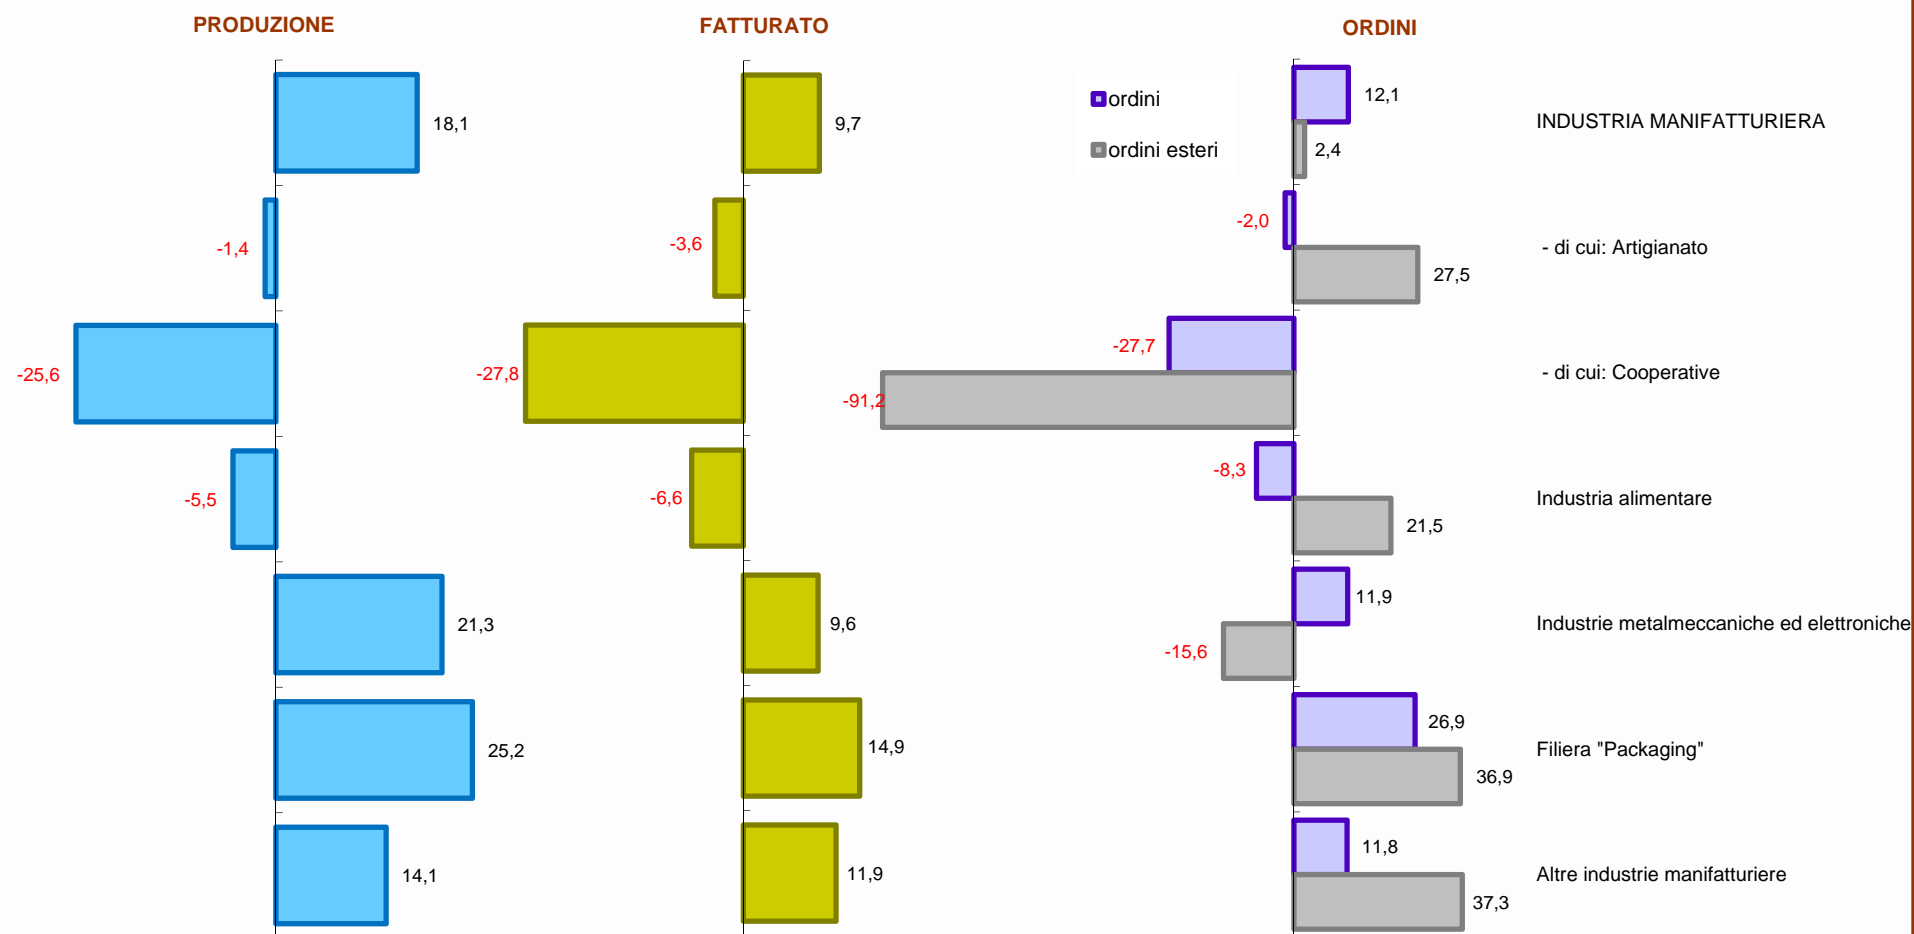 PRODUZIONE
FATTURATO
ORDINI
ordini
ordini esteri
18,1
9,7
12,1
2,4
INDUSTRIA MANIFATTURIERA
-1,4
-3,6
-2,0
27,5
- di cui: Artigianato
-25,6
-27,8
-27,7
-91,2
- di cui: Cooperative
-5,5
-6,6
-8,3
21,5
Industria alimentare
21,3
9,6
11,9
-15,6
Industrie metalmeccaniche ed elettroniche
25,2
14,9
26,9
36,9
Filiera "Packaging"
14,1
11,9
11,8
37,3
Altre industrie manifatturiere